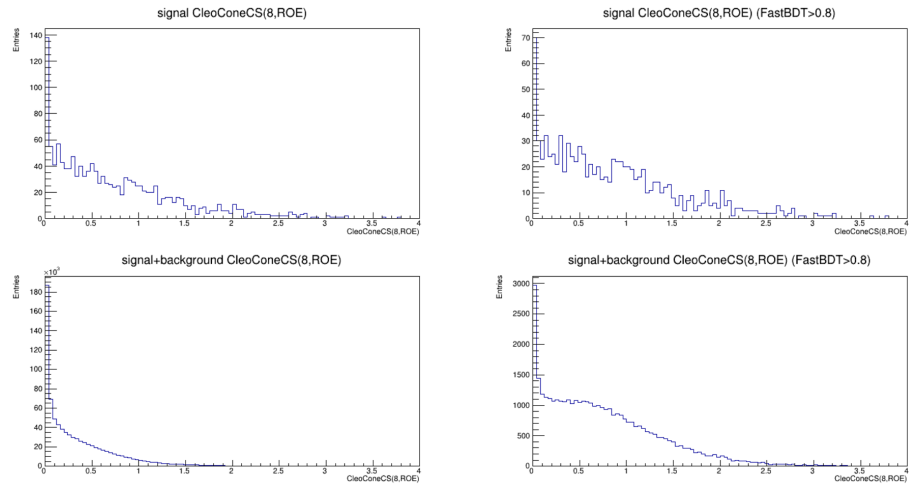 signal CleoConeCS(8,ROE)
Entries
140
120
100
80
60
40
20
0
0 0.5 1 1.5 2 2.5 3 3.5 4
CleoConeCS(8,ROE)
signal CleoConeCS(8,ROE) (FastBDT>0.8)
Entries
70
60
50
40
30
20
10
0
0 0.5 1 1.5 2 2.5 3 3.5 4
CleoConeCS(8,ROE)
signal+background CleoConeCS(8,ROE)
×10³
Entries
180
160
140
120
100
80
60
40
20
0
0 0.5 1 1.5 2 2.5 3 3.5 4
CleoConeCS(8,ROE)
signal+background CleoConeCS(8,ROE) (FastBDT>0.8)
Entries
3000
2500
2000
1500
1000
500
0
0 0.5 1 1.5 2 2.5 3 3.5 4
CleoConeCS(8,ROE)